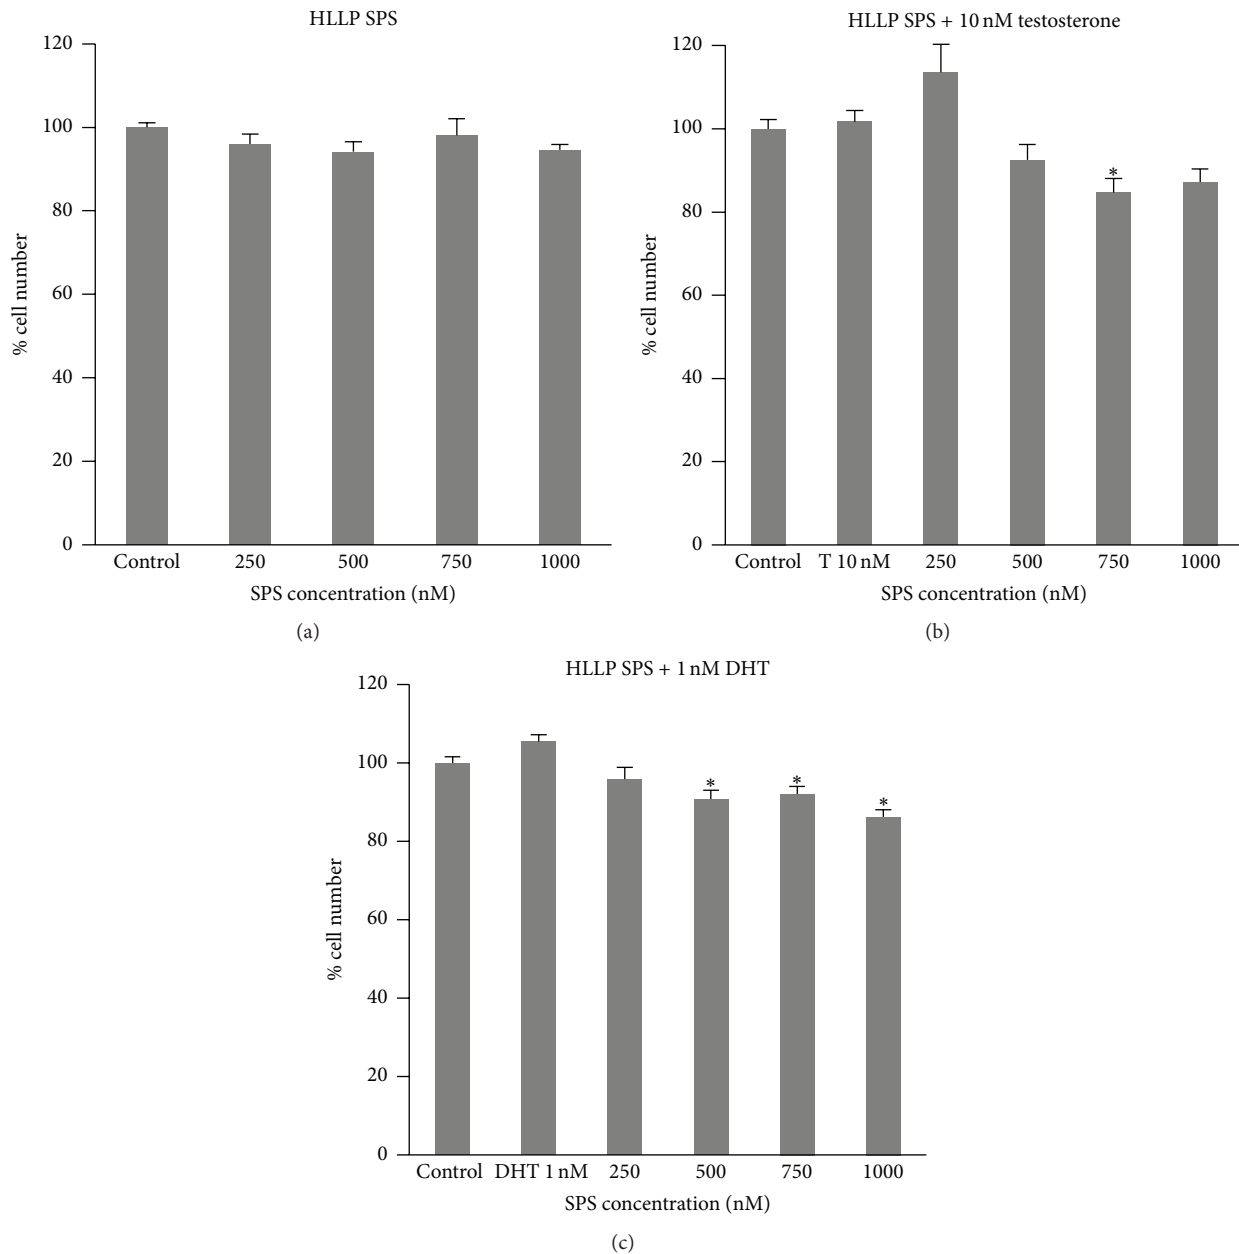 HLLP SPS
120
100
80
60
40
20
0
% cell number
Control 250 500 750 1000
SPS concentration (nM)
(a)
HLLP SPS + 10 nM testosterone
120
100
80
60
40
20
0
% cell number
*
Control T 10 nM 250 500 750 1000
SPS concentration (nM)
(b)
HLLP SPS + 1 nM DHT
120
100
80
60
40
20
0
% cell number
* * *
Control DHT 1 nM 250 500 750 1000
SPS concentration (nM)
(c)